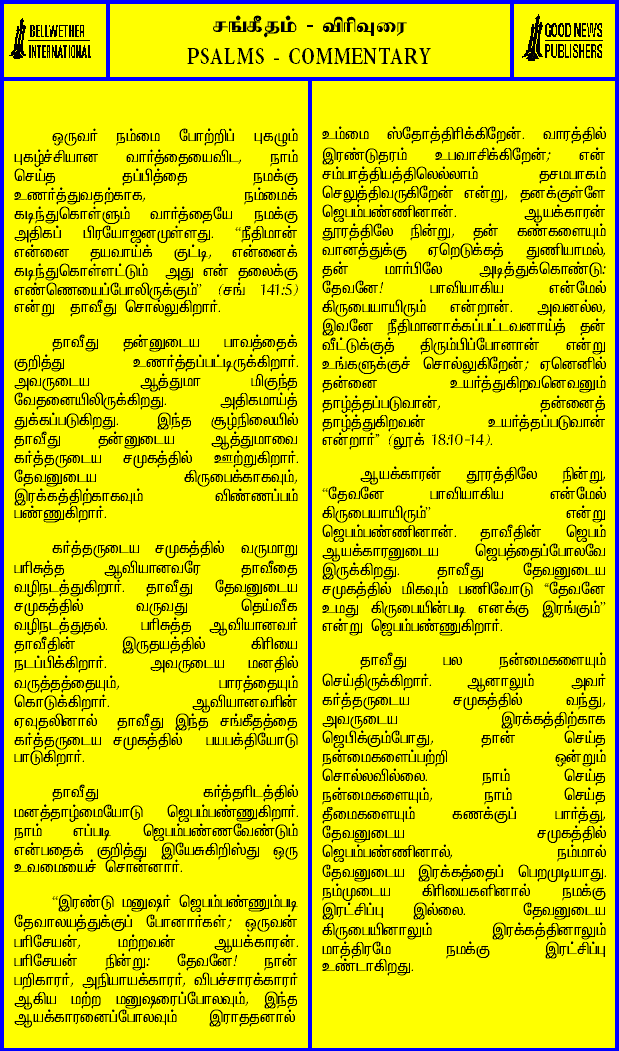 BELLWETHER
INTERNATIONAL
சங்கீதம் - விரிவுரை
PSALMS - COMMENTARY
GOOD NEWS
PUBLISHERS
ஒருவர் நம்மை போற்றிப் புகழும்
புகழ்ச்சியான வார்த்தையைவிட, நாம்
செய்த தப்பித்தை நமக்கு
உணர்த்துவதற்காக, நம்மைக்
கடிந்துகொள்ளும் வார்த்தையே நமக்கு
அதிகப் பிரயோஜனமுள்ளது. “நீதிமான்
என்னை தயவாய்க் குட்டி, என்னைக்
கடிந்துகொள்ளட்டும் அது என் தலைக்கு
எண்ணெயைப்போலிருக்கும்” (சங் 141:5)
என்று தாவீது சொல்லுகிறார்.
தாவீது தன்னுடைய பாவத்தைக்
குறித்து உணர்த்தப்பட்டிருக்கிறார்.
அவருடைய ஆத்துமா மிகுந்த
வேதனையிலிருக்கிறது. அதிகமாய்த்
துக்கப்படுகிறது. இந்த சூழ்நிலையில்
தாவீது தன்னுடைய ஆத்துமாவை
கர்த்தருடைய சமுகத்தில் ஊற்றுகிறார்.
தேவனுடைய கிருபைக்காகவும்,
இரக்கத்திற்காகவும் விண்ணப்பம்
பண்ணுகிறார்.
கர்த்தருடைய சமுகத்தில் வருமாறு
பரிசுத்த ஆவியானவரே தாவீதை
வழிநடத்துகிறார். தாவீது தேவனுடைய
சமுகத்தில் வருவது தெய்வீக
வழிநடத்துதல். பரிசுத்த ஆவியானவர்
தாவீதின் இருதயத்தில் கிரியை
நடப்பிக்கிறார். அவருடைய மனதில்
வருத்தத்தையும், பாரத்தையும்
கொடுக்கிறார். ஆவியானவரின்
ஏவுதலினால் தாவீது இந்த சங்கீதத்தை
கர்த்தருடைய சமுகத்தில் பயபக்தியோடு
பாடுகிறார்.
தாவீது கர்த்தரிடத்தில்
மனத்தாழ்மையோடு ஜெபம்பண்ணுகிறார்.
நாம் எப்படி ஜெபம்பண்ணவேண்டும்
என்பதைக் குறித்து இயேசுகிறிஸ்து ஒரு
உவமையைச் சொன்னார்.
“இரண்டு மனுஷர் ஜெபம்பண்ணும்படி
தேவாலயத்துக்குப் போனார்கள்; ஒருவன்
பரிசேயன், மற்றவன் ஆயக்காரன்.
பரிசேயன் நின்று: தேவனே! நான்
பறிகாரர், அநியாயக்காரர், விபச்சாரக்காரர்
ஆகிய மற்ற மனுஷரைப்போலவும், இந்த
ஆயக்காரனைப்போலவும் இராததனால்
உம்மை ஸ்தோத்திரிக்கிறேன். வாரத்தில்
இரண்டுதரம் உபவாசிக்கிறேன்; என்
சம்பாத்தியத்திலெல்லாம் தசமபாகம்
செலுத்திவருகிறேன் என்று, தனக்குள்ளே
ஜெபம்பண்ணினான். ஆயக்காரன்
தூரத்திலே நின்று, தன் கண்களையும்
வானத்துக்கு ஏறெடுக்கத் துணியாமல்,
தன் மார்பிலே அடித்துக்கொண்டு:
தேவனே! பாவியாகிய என்மேல்
கிருபையாயிரும் என்றான். அவனல்ல,
இவனே நீதிமானாக்கப்பட்டவனாய்த் தன்
வீட்டுக்குத் திரும்பிப்போனான் என்று
உங்களுக்குச் சொல்லுகிறேன்; ஏனெனில்
தன்னை உயர்த்துகிறவனெவனும்
தாழ்த்தப்படுவான், தன்னைத்
தாழ்த்துகிறவன் உயர்த்தப்படுவான்
என்றார்” (லூக் 18:10-14).
ஆயக்காரன் தூரத்திலே நின்று,
“தேவனே பாவியாகிய என்மேல்
கிருபையாயிரும்” என்று
ஜெபம்பண்ணினான். தாவீதின் ஜெபம்
ஆயக்காரனுடைய ஜெபத்தைப்போலவே
இருக்கிறது. தாவீது தேவனுடைய
சமுகத்தில் மிகவும் பணிவோடு “தேவனே
உமது கிருபையின்படி எனக்கு இரங்கும்”
என்று ஜெபம்பண்ணுகிறார்.
தாவீது பல நன்மைகளையும்
செய்திருக்கிறார். ஆனாலும் அவர்
கர்த்தருடைய சமுகத்தில் வந்து,
அவருடைய இரக்கத்திற்காக
ஜெபிக்கும்போது, தான் செய்த
நன்மைகளைப்பற்றி ஒன்றும்
சொல்லவில்லை. நாம் செய்த
நன்மைகளையும், நாம் செய்த
தீமைகளையும் கணக்குப் பார்த்து,
தேவனுடைய சமுகத்தில்
ஜெபம்பண்ணினால், நம்மால்
தேவனுடைய இரக்கத்தைப் பெறமுடியாது.
நம்முடைய கிரியைகளினால் நமக்கு
இரட்சிப்பு இல்லை. தேவனுடைய
கிருபையினாலும் இரக்கத்தினாலும்
மாத்திரமே நமக்கு இரட்சிப்பு
உண்டாகிறது.